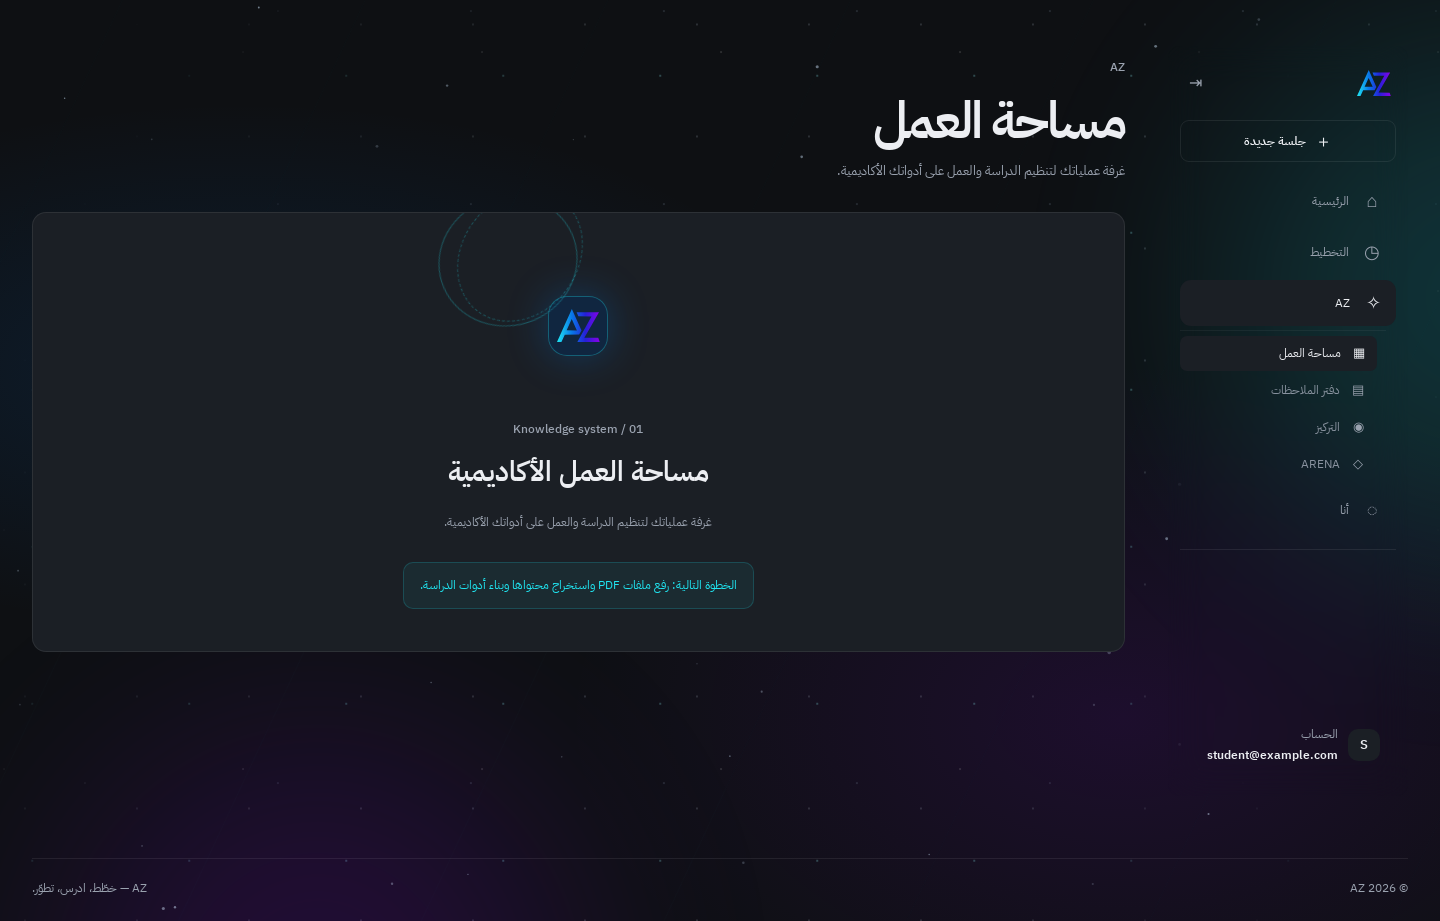 AZ
جلسة جديدة
الرئيسية
التخطيط
AZ
مساحة العمل
دفتر الملاحظات
التركيز
ARENA
أنا
الحساب
S
student@example.com
AZ
مساحة العمل
غرفة عملياتك لتنظيم الدراسة والعمل على أدواتك الأكاديمية.
AZ
Knowledge system / 01
مساحة العمل الأكاديمية
غرفة عملياتك لتنظيم الدراسة والعمل على أدواتك الأكاديمية.
الخطوة التالية: رفع ملفات PDF واستخراج محتواها وبناء أدوات الدراسة.
© 2026 AZ
AZ — خطّط، ادرس، تطوّر.